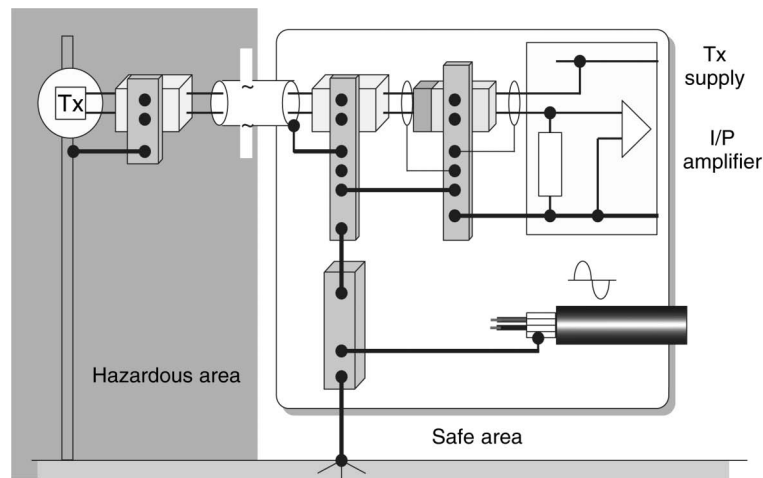 Tx
Tx
supply
I/P
amplifier
Hazardous area
Safe area